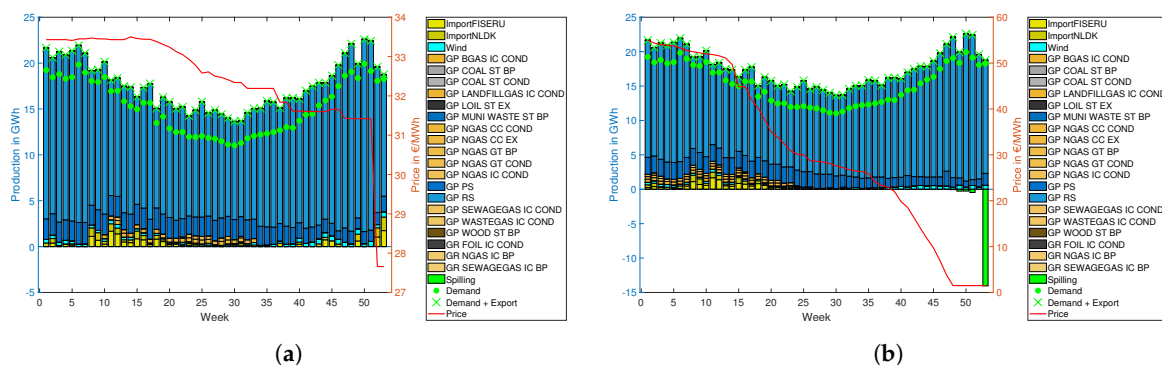 25
20
15
10
5
0
-5
Production in GWh
0 5 10 15 20 25 30 35 40 45 50
Week
34
33
32
31
30
29
28
27
Price in €/MWh
ImportFISERU
ImportNLDK
Wind
GP BGAS IC COND
GP COAL ST BP
GP COAL ST COND
GP LANDFILLGAS IC COND
GP LOIL ST EX
GP MUNI WASTE ST BP
GP NGAS CC COND
GP NGAS CC EX
GP NGAS GT BP
GP NGAS GT COND
GP NGAS IC COND
GP PS
GP RS
GP SEWAGEGAS IC COND
GP WASTEGAS IC COND
GP WOOD ST BP
GR FOIL IC COND
GR NGAS IC BP
GR SEWAGEGAS IC BP
Spilling
Demand
Demand + Export
Price
(a)
25
20
15
10
5
0
-5
-10
-15
Production in GWh
0 5 10 15 20 25 30 35 40 45 50
Week
60
50
40
30
20
10
0
Price in €/MWh
ImportFISERU
ImportNLDK
Wind
GP BGAS IC COND
GP COAL ST BP
GP COAL ST COND
GP LANDFILLGAS IC COND
GP LOIL ST EX
GP MUNI WASTE ST BP
GP NGAS CC COND
GP NGAS CC EX
GP NGAS GT BP
GP NGAS GT COND
GP NGAS IC COND
GP PS
GP RS
GP SEWAGEGAS IC COND
GP WASTEGAS IC COND
GP WOOD ST BP
GR FOIL IC COND
GR NGAS IC BP
GR SEWAGEGAS IC BP
Spilling
Demand
Demand + Export
Price
(b)